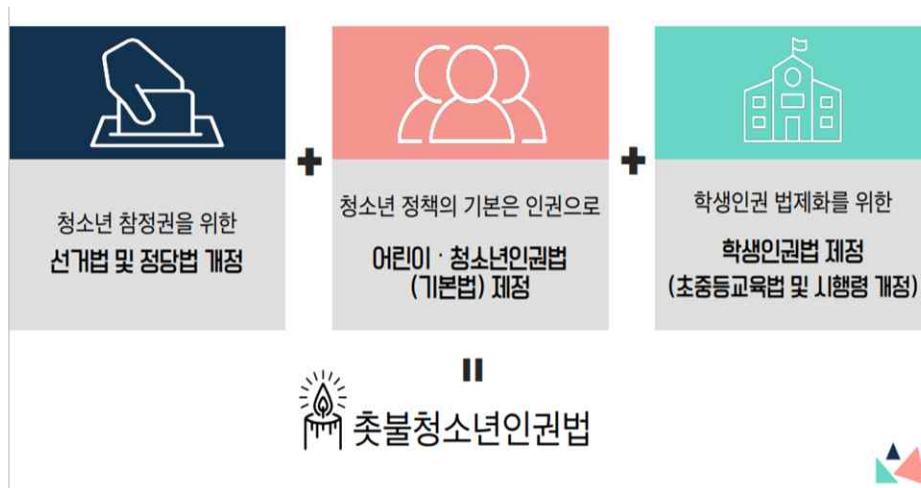 청소년 참정권을 위한
선거법 및 정당법 개정
청소년 정책의 기본은 인권으로
어린이 · 청소년인권법
(기본법) 제정
학생인권 법제화를 위한
학생인권법 제정
(초중등교육법 및 시행령 개정)
촛불청소년인권법